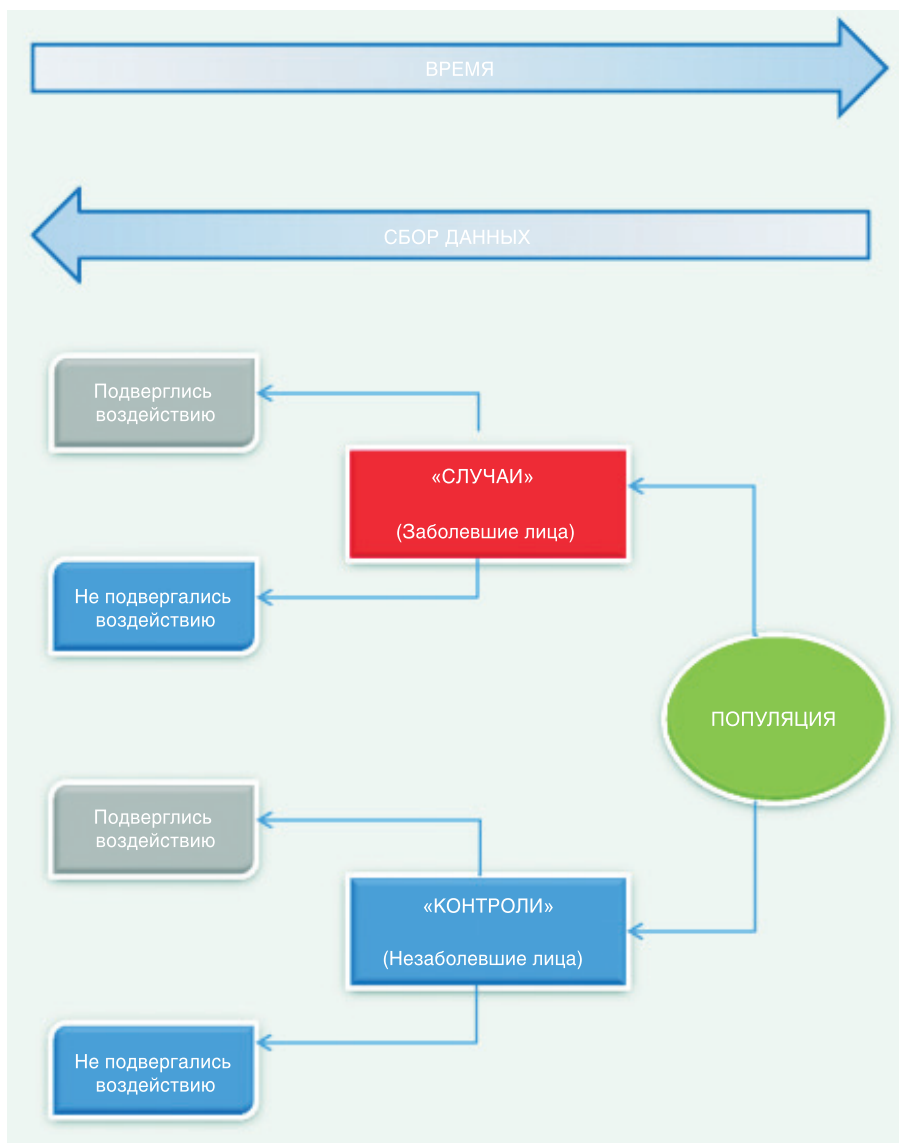 ВРЕМЯ
СБОР ДАННЫХ
Подверглись
воздействию
«СЛУЧАИ»
(Заболевшие лица)
Не подвергались
воздействию
ПОПУЛЯЦИЯ
Подверглись
воздействию
«КОНТРОЛИ»
(Незаболевшие лица)
Не подвергались
воздействию